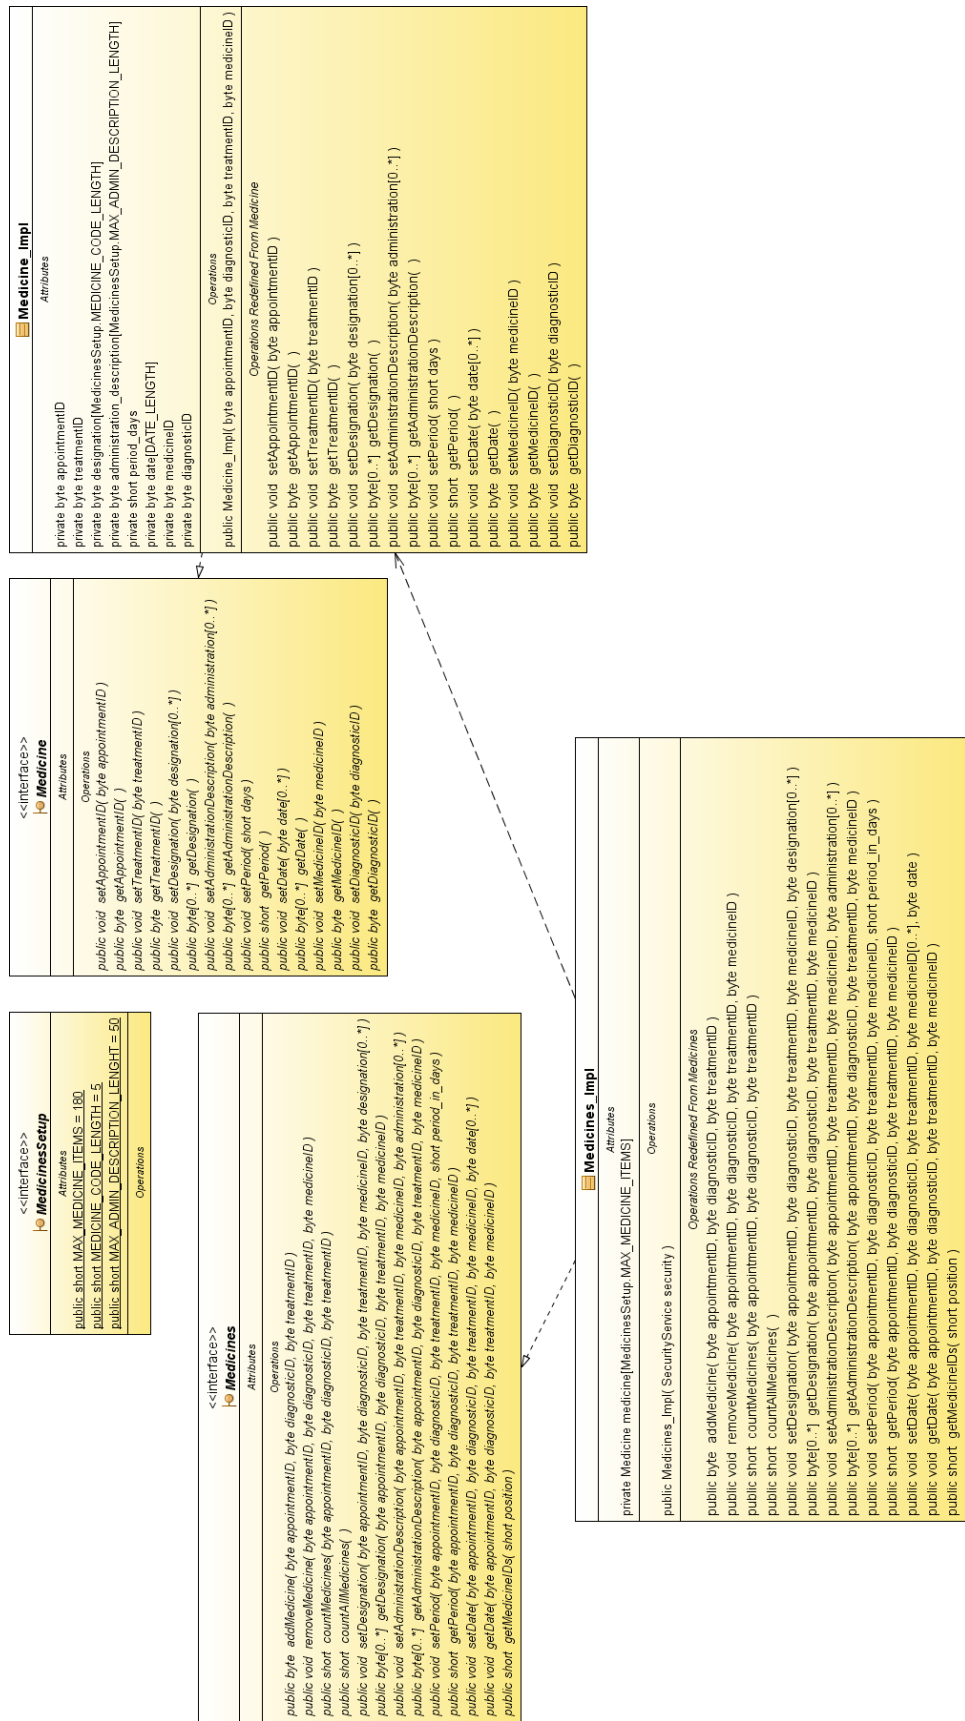 <<interface>>
MedicinesSetup
Attributes
public short MAX_MEDICINE_ITEMS = 180
public short MEDICINE_CODE_LENGTH = 5
public short MAX_ADMIN_DESCRIPTION_LENGHT = 50
Operations
<<interface>>
Medicine
Attributes
Operations
public void setAppointmentID( byte appointmentID )
public byte getAppointmentID( )
public void setTreatmentID( byte treatmentID )
public byte getTreatmentID( )
public void setDesignation( byte designation[0..*] )
public byte[0..*] getDesignation( )
public void setAdministrationDescription( byte administration[0..*] )
public byte[0..*] getAdministrationDescription( )
public void setPeriod( short days )
public short getPeriod( )
public void setDate( byte date[0..*] )
public byte[0..*] getDate( )
public void setMedicineID( byte medicineID )
public byte getMedicineID( )
public void setDiagnosticID( byte diagnosticID )
public byte getDiagnosticID( )
Medicine_Impl
Attributes
private byte appointmentID
private byte treatmentID
private byte designation[MedicinesSetup.MEDICINE_CODE_LENGTH]
private byte administration_description[MedicinesSetup.MAX_ADMIN_DESCRIPTION_LENGTH]
private short period_days
private byte date[DATE_LENGTH]
private byte medicineID
private byte diagnosticID
Operations
public Medicine_Impl( byte appointmentID, byte diagnosticID, byte treatmentID, byte medicineID )
Operations Redefined From Medicine
public void setAppointmentID( byte appointmentID )
public byte getAppointmentID( )
public void setTreatmentID( byte treatmentID )
public byte getTreatmentID( )
public void setDesignation( byte designation[0..*] )
public byte[0..*] getDesignation( )
public void setAdministrationDescription( byte administration[0..*] )
public byte[0..*] getAdministrationDescription( )
public void setPeriod( short days )
public short getPeriod( )
public void setDate( byte date[0..*] )
public byte getDate( )
public void setMedicineID( byte medicineID )
public byte getMedicineID( )
public void setDiagnosticID( byte diagnosticID )
public byte getDiagnosticID( )
<<interface>>
Medicines
Attributes
Operations
public byte addMedicine( byte appointmentID, byte diagnosticID, byte treatmentID )
public void removeMedicine( byte appointmentID, byte diagnosticID, byte treatmentID, byte medicineID )
public short countMedicines( byte appointmentID, byte diagnosticID, byte treatmentID )
public short countAllMedicines( )
public void setDesignation( byte appointmentID, byte diagnosticID, byte treatmentID, byte medicineID, byte designation[0..*] )
public byte[0..*] getDesignation( byte appointmentID, byte diagnosticID, byte treatmentID, byte medicineID )
public void setAdministrationDescription( byte appointmentID, byte treatmentID, byte medicineID, byte administration[0..*] )
public byte[0..*] getAdministrationDescription( byte appointmentID, byte diagnosticID, byte treatmentID, byte medicineID )
public void setPeriod( byte appointmentID, byte diagnosticID, byte treatmentID, byte medicineID, short period_in_days )
public short getPeriod( byte appointmentID, byte diagnosticID, byte treatmentID, byte medicineID )
public void setDate( byte appointmentID, byte diagnosticID, byte treatmentID, byte medicineID, byte date[0..*] )
public void getDate( byte appointmentID, byte diagnosticID, byte treatmentID, byte medicineID )
public short getMedicineIDs( short position )
Medicines_Impl
Attributes
private Medicine medicine[MedicinesSetup.MAX_MEDICINE_ITEMS]
Operations
public Medicines_Impl( SecurityService security )
Operations Redefined From Medicines
public byte addMedicine( byte appointmentID, byte diagnosticID, byte treatmentID )
public void removeMedicine( byte appointmentID, byte diagnosticID, byte treatmentID, byte medicineID )
public short countMedicines( byte appointmentID, byte diagnosticID, byte treatmentID )
public short countAllMedicines( )
public void setDesignation( byte appointmentID, byte diagnosticID, byte treatmentID, byte medicineID, byte designation[0..*] )
public byte[0..*] getDesignation( byte appointmentID, byte diagnosticID, byte treatmentID, byte medicineID )
public void setAdministrationDescription( byte appointmentID, byte treatmentID, byte medicineID, byte administration[0..*] )
public byte[0..*] getAdministrationDescription( byte appointmentID, byte diagnosticID, byte treatmentID, byte medicineID )
public void setPeriod( byte appointmentID, byte diagnosticID, byte treatmentID, byte medicineID, short period_in_days )
public short getPeriod( byte appointmentID, byte diagnosticID, byte treatmentID, byte medicineID )
public void setDate( byte appointmentID, byte diagnosticID, byte treatmentID, byte medicineID[0..*], byte date )
public void getDate( byte appointmentID, byte diagnosticID, byte treatmentID, byte medicineID )
public short getMedicineIDs( short position )